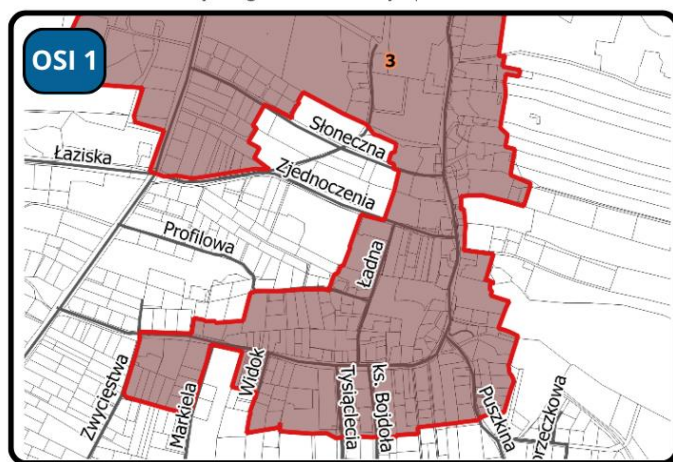 OSI 1
3
Słoneczna
Łaziska
Zjednoczenia
Profilowa
Ładna
Zwycięstwa
Markiela
Widok
Tysiąclecia
ks. Bojdoła
Puszkina